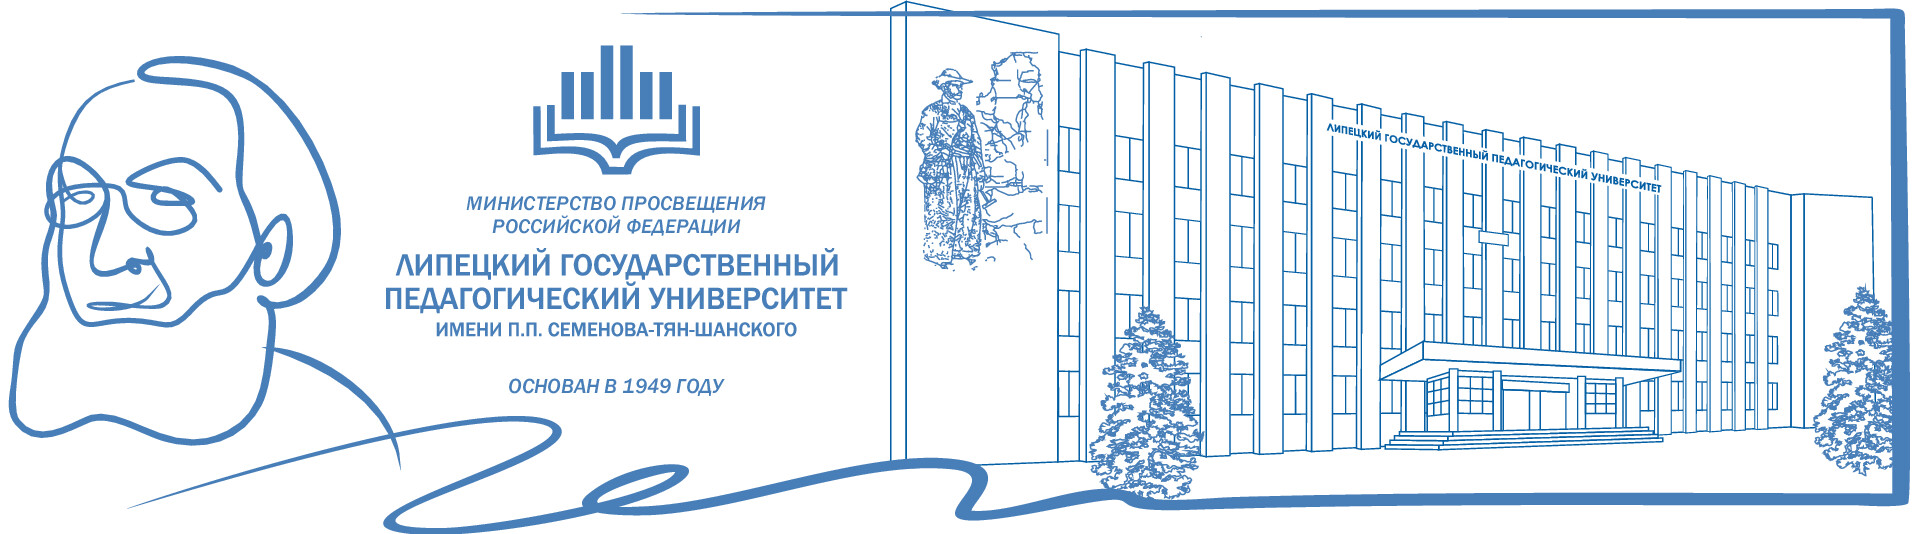 МИНИСТЕРСТВО ПРОСВЕЩЕНИЯ
РОССИЙСКОЙ ФЕДЕРАЦИИ
ЛИПЕЦКИЙ ГОСУДАРСТВЕННЫЙ
ПЕДАГОГИЧЕСКИЙ УНИВЕРСИТЕТ
ИМЕНИ П.П. СЕМЕНОВА-ТЯН-ШАНСКОГО
ОСНОВАН В 1949 ГОДУ
ЛИПЕЦКИЙ ГОСУДАРСТВЕННЫЙ ПЕДАГОГИЧЕСКИЙ УНИВЕРСИТЕТ